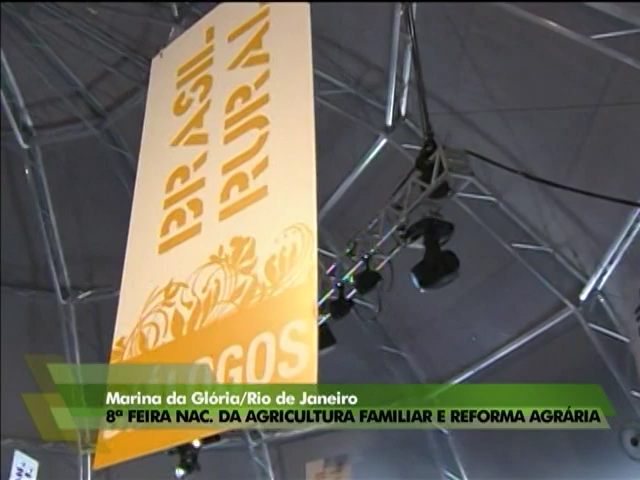 BRASIL
RURAL
Marina da Glória/Rio de Janeiro
8ª FEIRA NAC. DA AGRICULTURA FAMILIAR E REFORMA AGRÁRIA